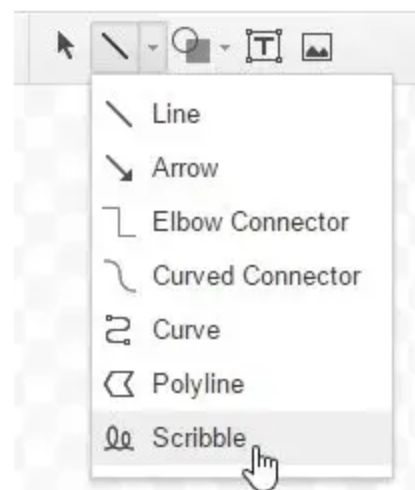 T
Line
Arrow
Elbow Connector
Curved Connector
Curve
Polyline
Scribble